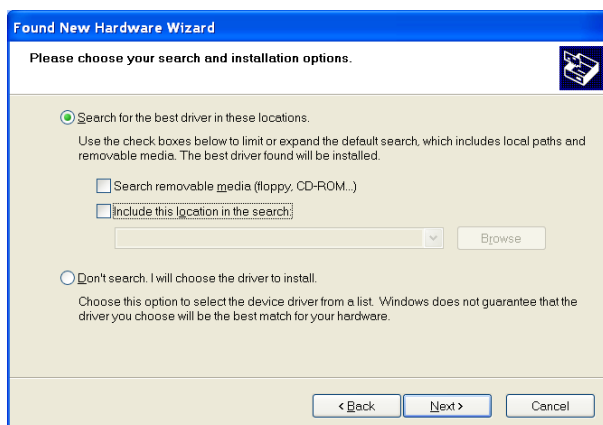 Found New Hardware Wizard
Please choose your search and installation options.
Search for the best driver in these locations.
Use the check boxes below to limit or expand the default search, which includes local paths and
removable media. The best driver found will be installed.
Search removable media (floppy, CD-ROM...)
Include this location in the search:
Browse
Don't search. I will choose the driver to install.
Choose this option to select the device driver from a list. Windows does not guarantee that the
driver you choose will be the best match for your hardware.
< Back
Next >
Cancel